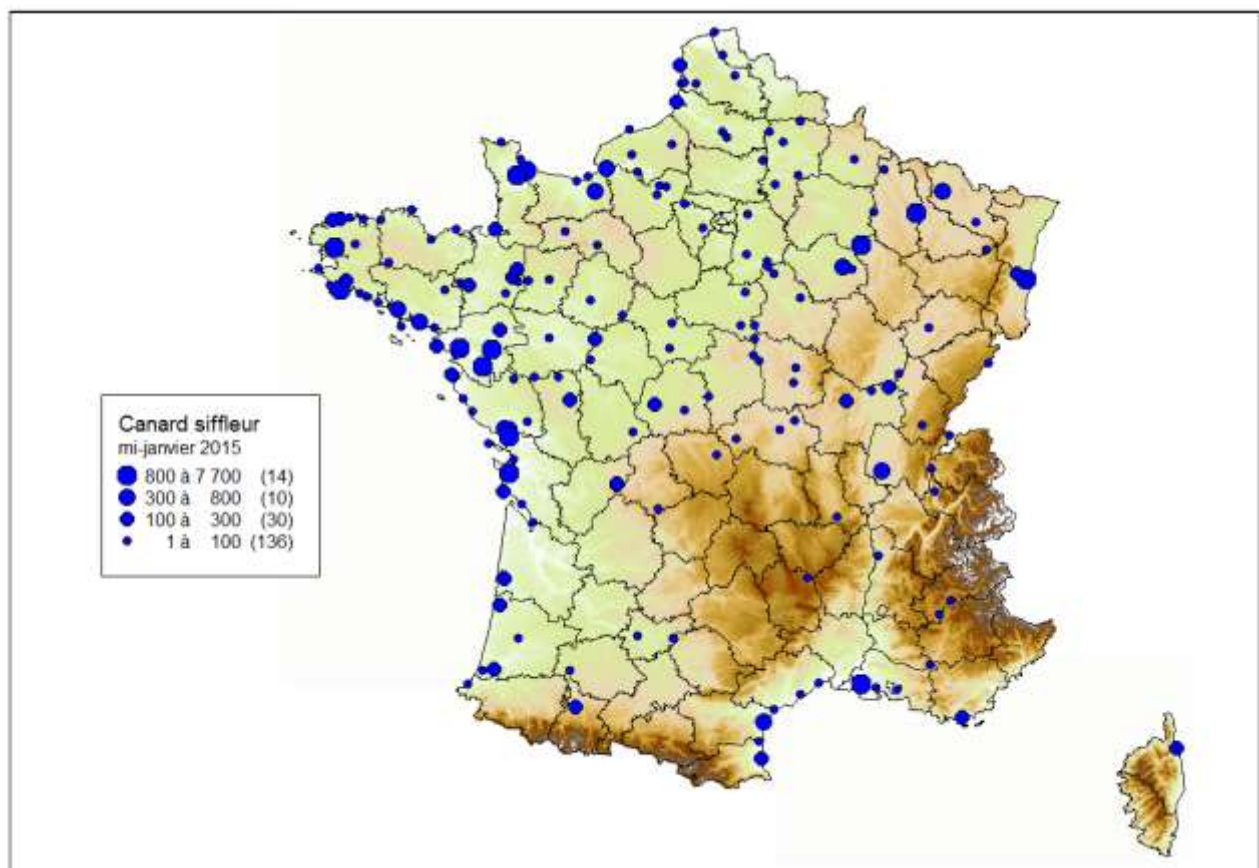 Canard siffleur
mi-janvier 2015
800 à 7 700 (14)
300 à 800 (10)
100 à 300 (30)
1 à 100 (136)